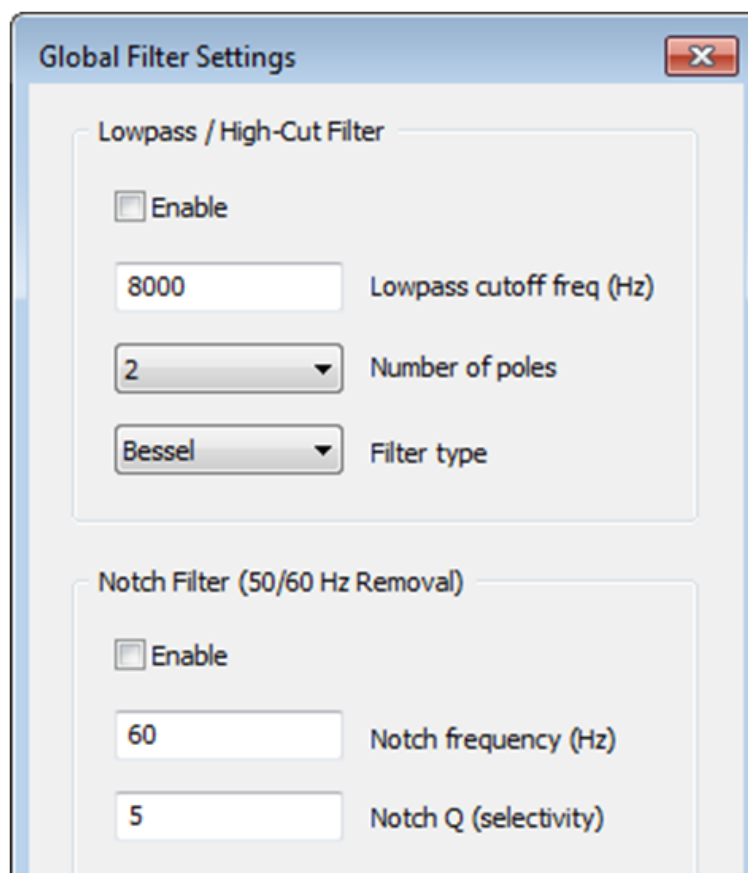 Global Filter Settings
Lowpass / High-Cut Filter
Enable
8000 Lowpass cutoff freq (Hz)
2 Number of poles
Bessel Filter type
Notch Filter (50/60 Hz Removal)
Enable
60 Notch frequency (Hz)
5 Notch Q (selectivity)